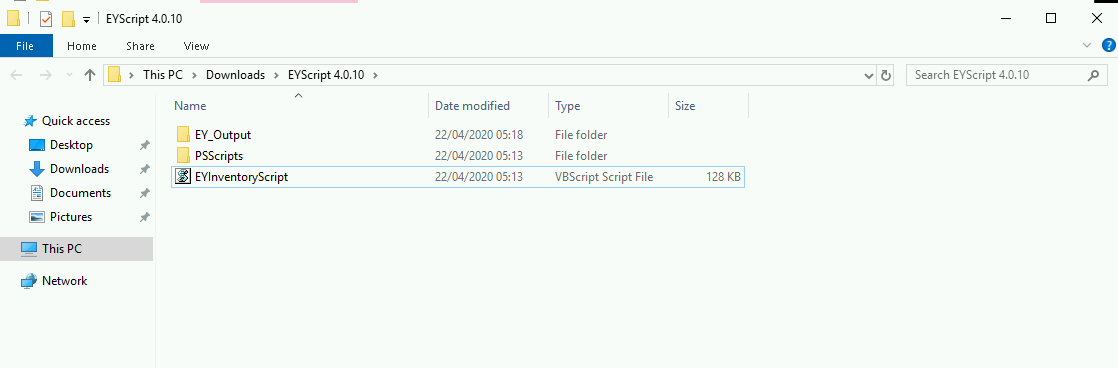 EYScript 4.0.10
File Home Share View
This PC Downloads EYScript 4.0.10 Search EYScript 4.0.10
Name Date modified Type Size
Quick access
Desktop
Downloads
Documents
Pictures
This PC
Network
EY_Output 22/04/2020 05:18 File folder
PSScripts 22/04/2020 05:13 File folder
EYInventoryScript 22/04/2020 05:13 VBScript Script File 128 KB